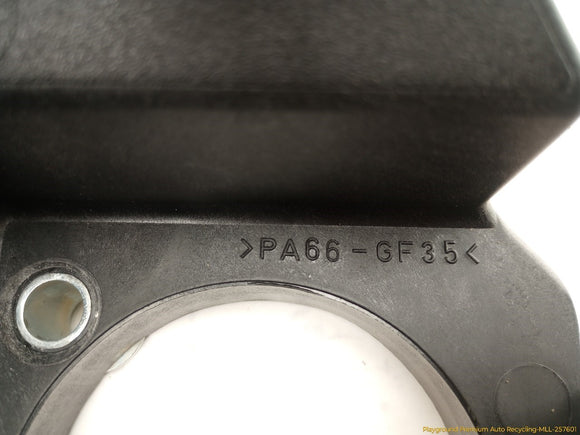 >PA66-GF35<
Playground Premium Auto Recycling-MLL-257601